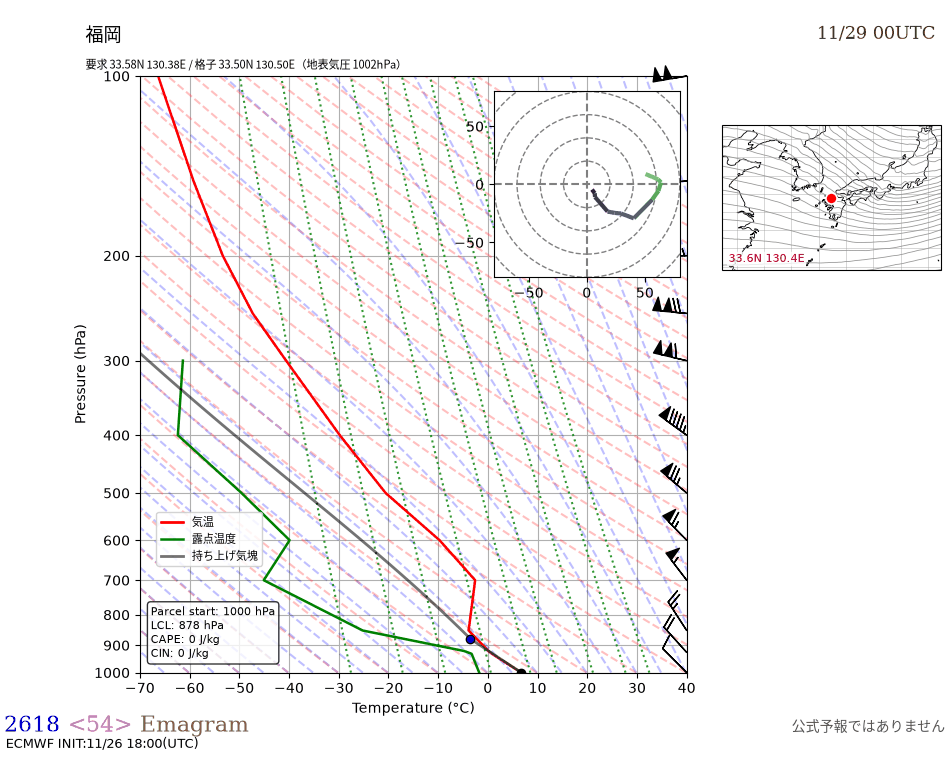 福岡
11/29 00UTC
要求 33.58N 130.38E / 格子 33.50N 130.50E（地表気圧 1002hPa）
100
200
300
400
500
600
700
800
900
1000
Pressure (hPa)
−70 −60 −50 −40 −30 −20 −10 0 10 20 30 40
Temperature (°C)
50
0
−50
−50 0 50
気温
露点温度
持ち上げ気塊
Parcel start: 1000 hPa
LCL: 878 hPa
CAPE: 0 J/kg
CIN: 0 J/kg
33.6N 130.4E
2618 <54> Emagram
ECMWF INIT:11/26 18:00(UTC)
公式予報ではありません